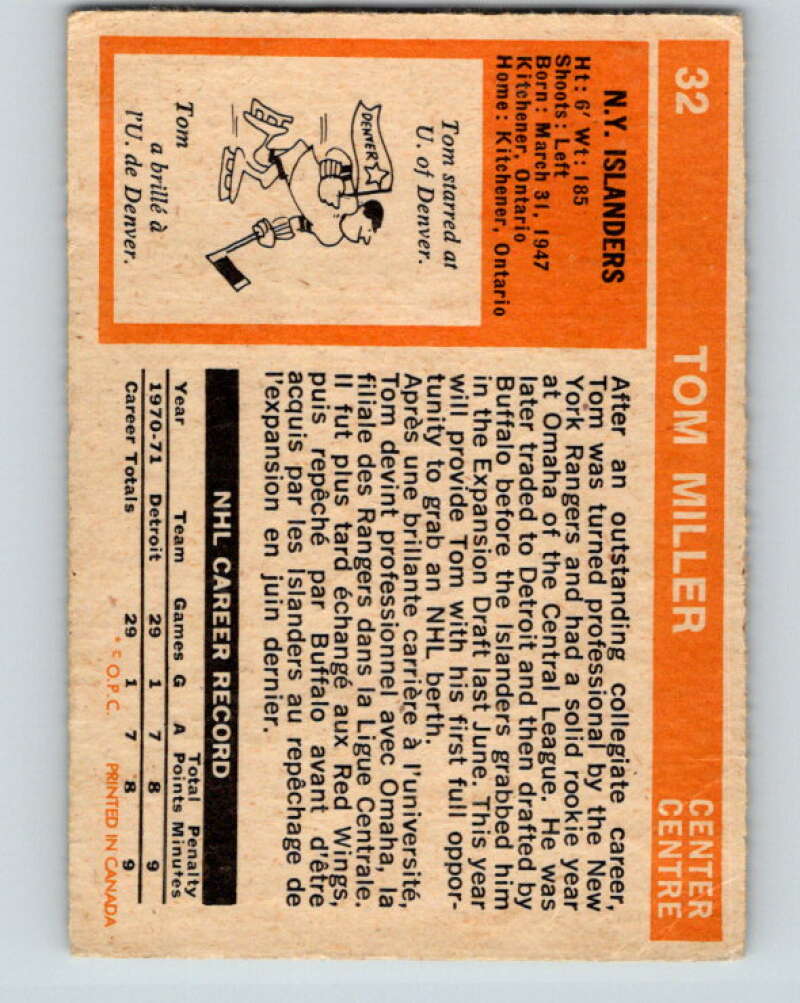 32
TOM MILLER
CENTER
CENTRE
N.Y. ISLANDERS
Ht: 6' Wt: 185
Shoots: Left
Born: March 31, 1947
Kitchener, Ontario
Home: Kitchener, Ontario
Tom starred at
U. of Denver.
DENVER
Tom
a brillé à
l'U. de Denver.
After an outstanding collegiate career,
Tom was turned professional by the New
York Rangers and had a solid rookie year
at Omaha of the Central League. He was
later traded to Detroit and then drafted by
Buffalo before the Islanders grabbed him
in the Expansion Draft last June. This year
will provide Tom with his first full oppor-
tunity to grab an NHL berth.
Après une brillante carrière à l'université,
Tom devint professionnel avec Omaha, la
filiale des Rangers dans la Ligue Centrale.
Il fut plus tard échangé aux Red Wings,
puis repêché par Buffalo avant d'être
acquis par les Islanders au repêchage de
l'expansion en juin dernier.
NHL CAREER RECORD
Year Team Games G A Total Points Penalty Minutes
1970-71 Detroit 29 1 7 8 9
Career Totals 29 1 7 8 9
* © O.P.C. PRINTED IN CANADA